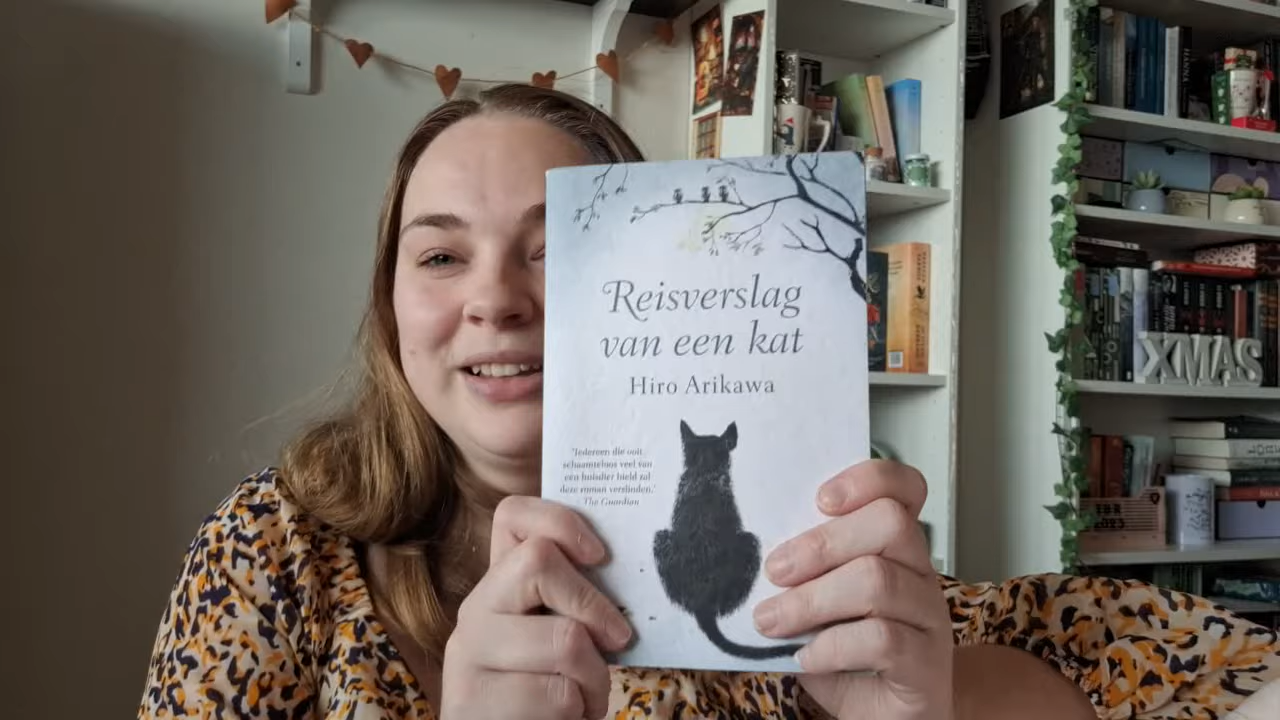 Reisverslag
van een kat
Hiro Arikawa
'Iedereen die ooit
schaamteloos veel van
een huisdier hield zal
deze roman verslinden.'
The Guardian
XMAS
2023